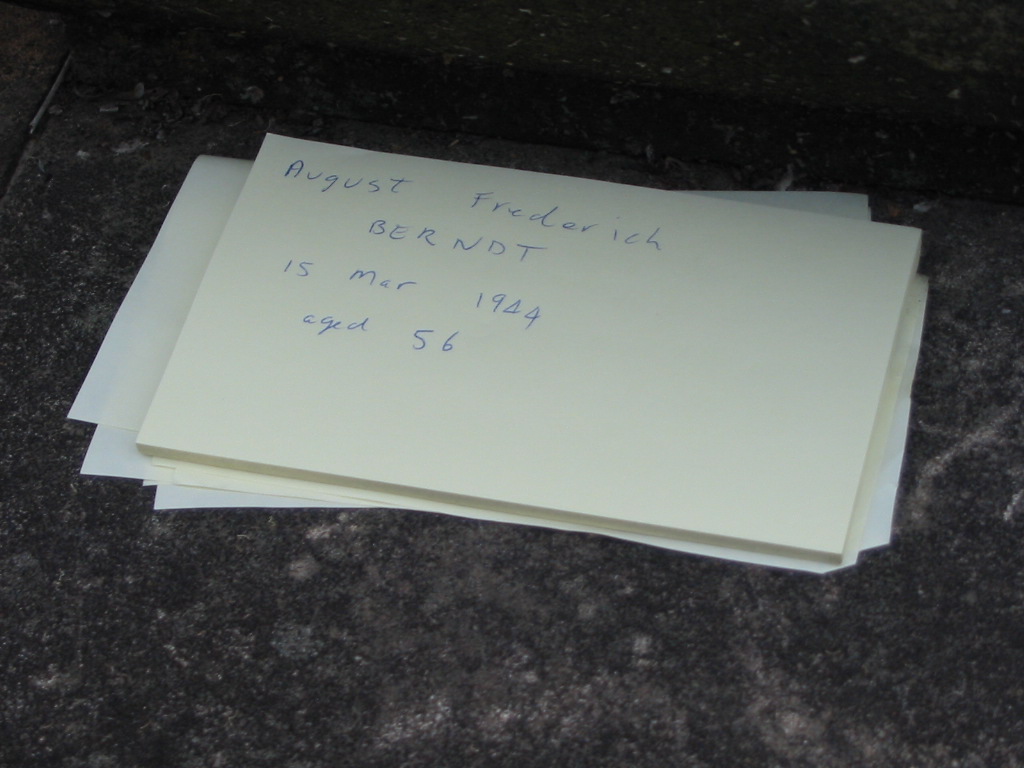 August Frederich
BERNDT
15 Mar 1944
aged 56